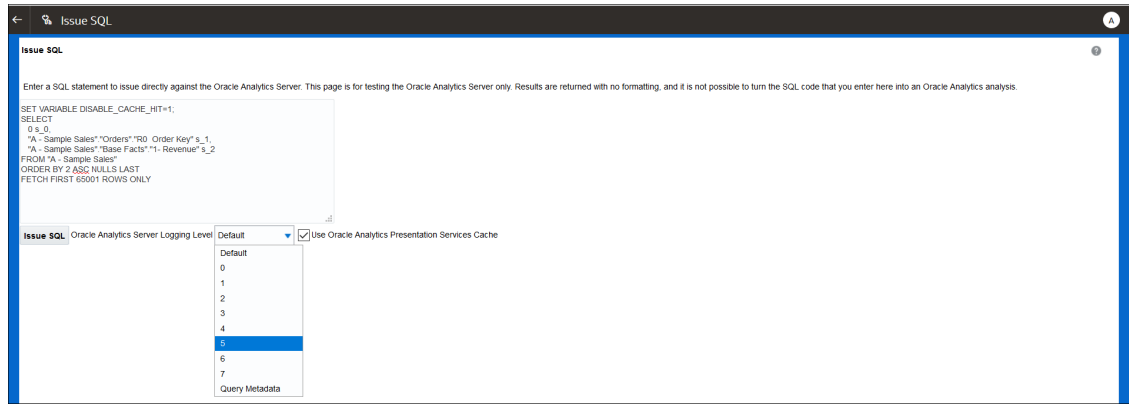 Issue SQL
A
Issue SQL
Enter a SQL statement to issue directly against the Oracle Analytics Server. This page is for testing the Oracle Analytics Server only. Results are returned with no formatting, and it is not possible to turn the SQL code that you enter here into an Oracle Analytics analysis.
SET VARIABLE DISABLE_CACHE_HIT=1;
SELECT
0 s_0,
"A - Sample Sales"."Orders"."R0 Order Key" s_1,
"A - Sample Sales"."Base Facts"."1- Revenue" s_2
FROM "A - Sample Sales"
ORDER BY 2 ASC NULLS LAST
FETCH FIRST 65001 ROWS ONLY
Issue SQL Oracle Analytics Server Logging Level Default Use Oracle Analytics Presentation Services Cache
Default
0
1
2
3
4
5
6
7
Query Metadata